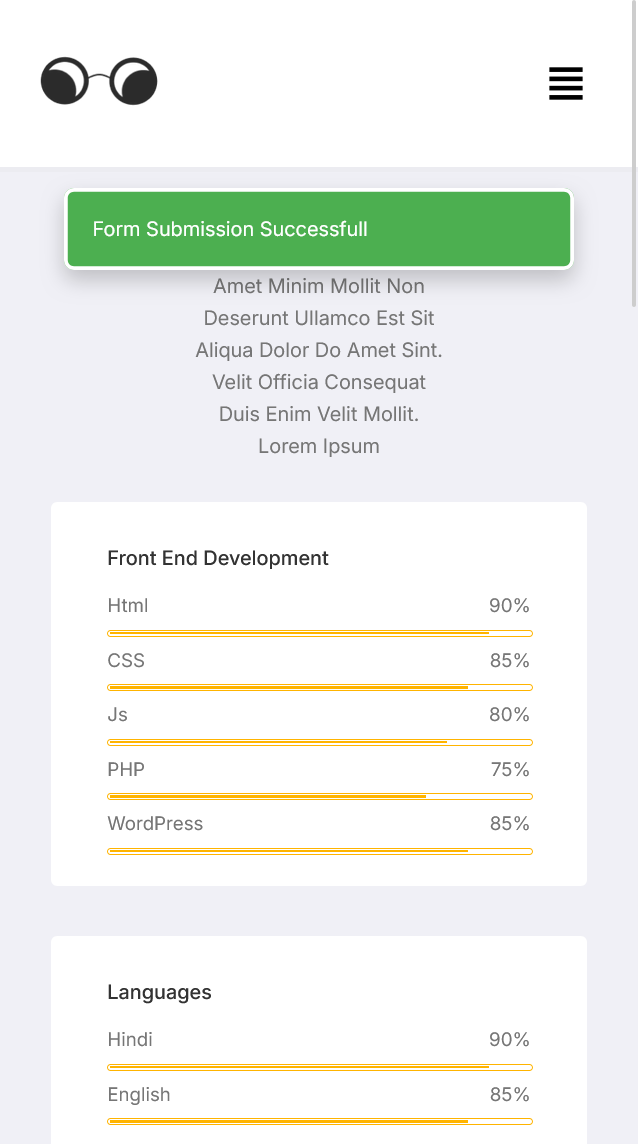 Form Submission Successfull
Amet Minim Mollit Non
Deserunt Ullamco Est Sit
Aliqua Dolor Do Amet Sint.
Velit Officia Consequat
Duis Enim Velit Mollit.
Lorem Ipsum
Front End Development
Html 90%
CSS 85%
Js 80%
PHP 75%
WordPress 85%
Languages
Hindi 90%
English 85%